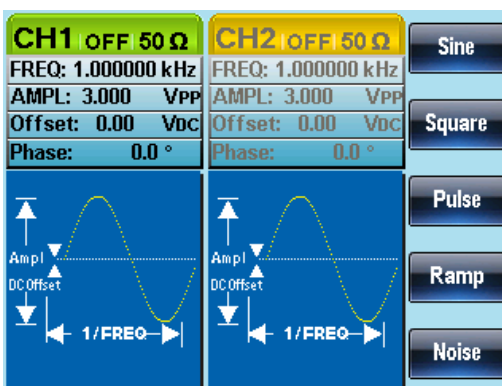 CH1 OFF 50 Ω
FREQ: 1.000000 kHz
AMPL: 3.000 VPP
Offset: 0.00 VDC
Phase: 0.0 °
Ampl
DC Offset
1/FREQ
CH2 OFF 50 Ω
FREQ: 1.000000 kHz
AMPL: 3.000 VPP
Offset: 0.00 VDC
Phase: 0.0 °
Ampl
DC Offset
1/FREQ
Sine
Square
Pulse
Ramp
Noise